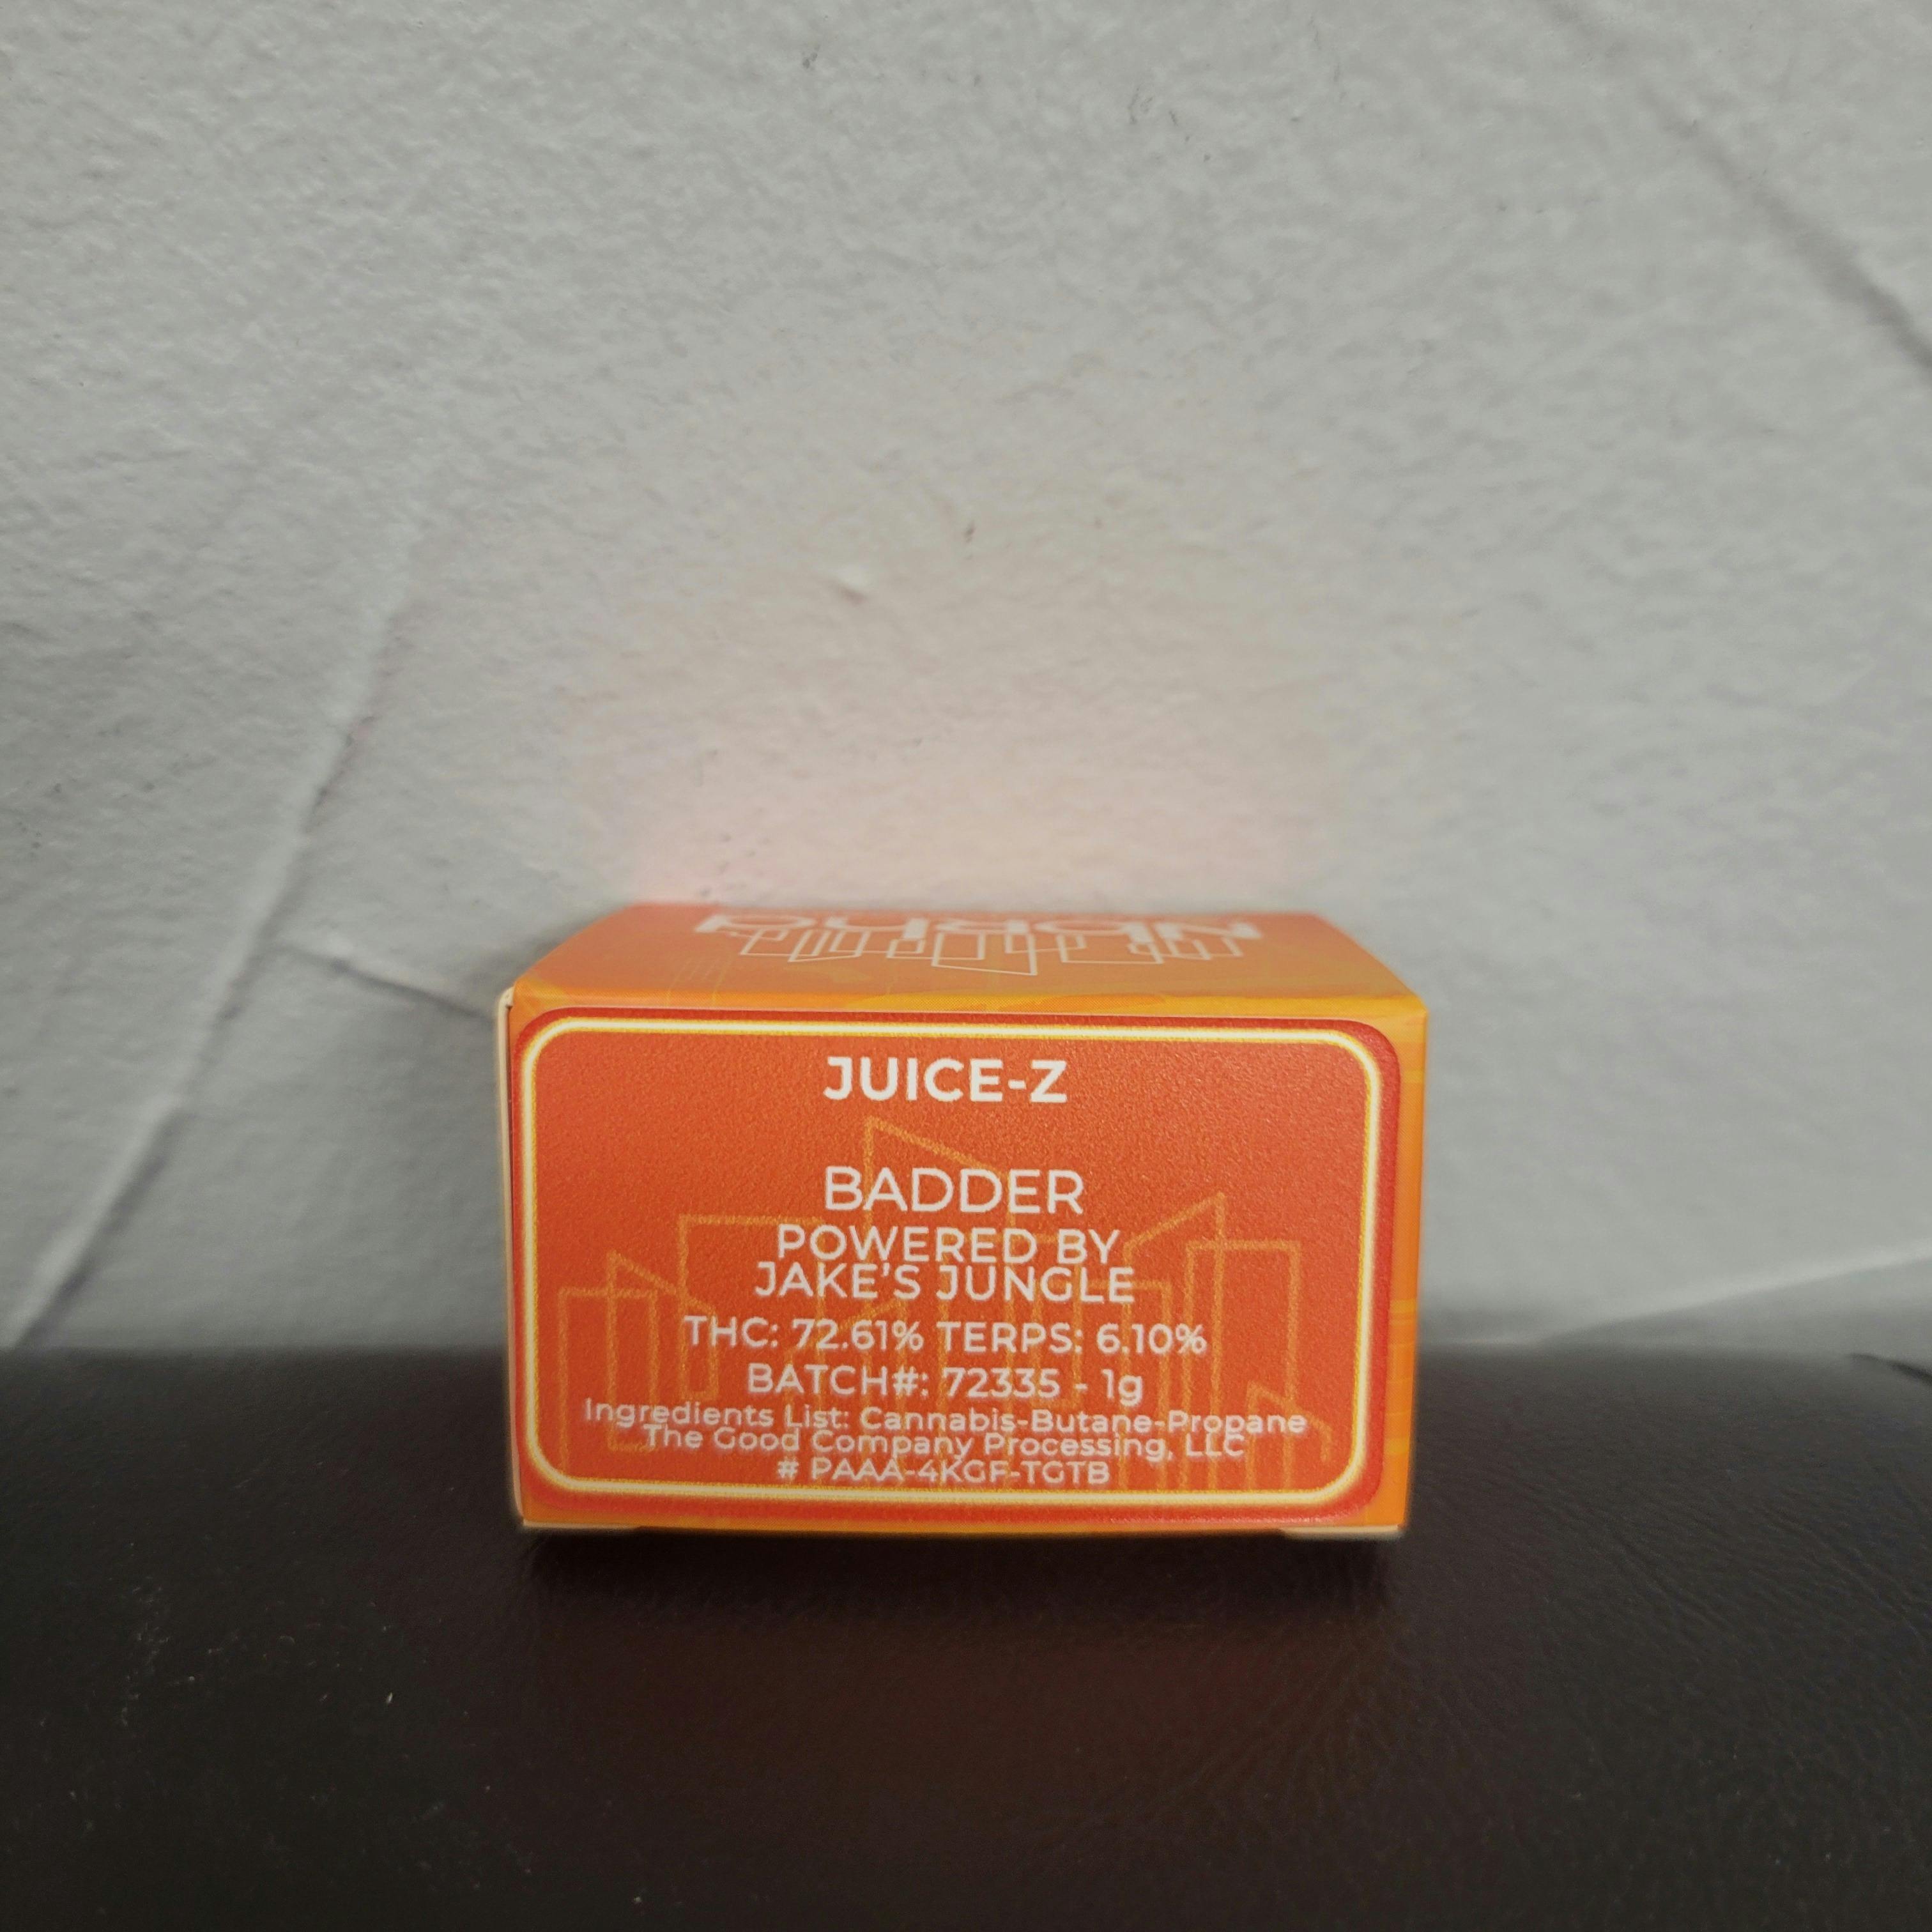 JUICE-Z
BADDER
POWERED BY
JAKE'S JUNGLE
THC: 72.61% TERPS: 6.10%
BATCH#: 72335 - 1g
Ingredients List: Cannabis-Butane-Propane
The Good Company Processing, LLC
# PAAA-4KGF-TGTB